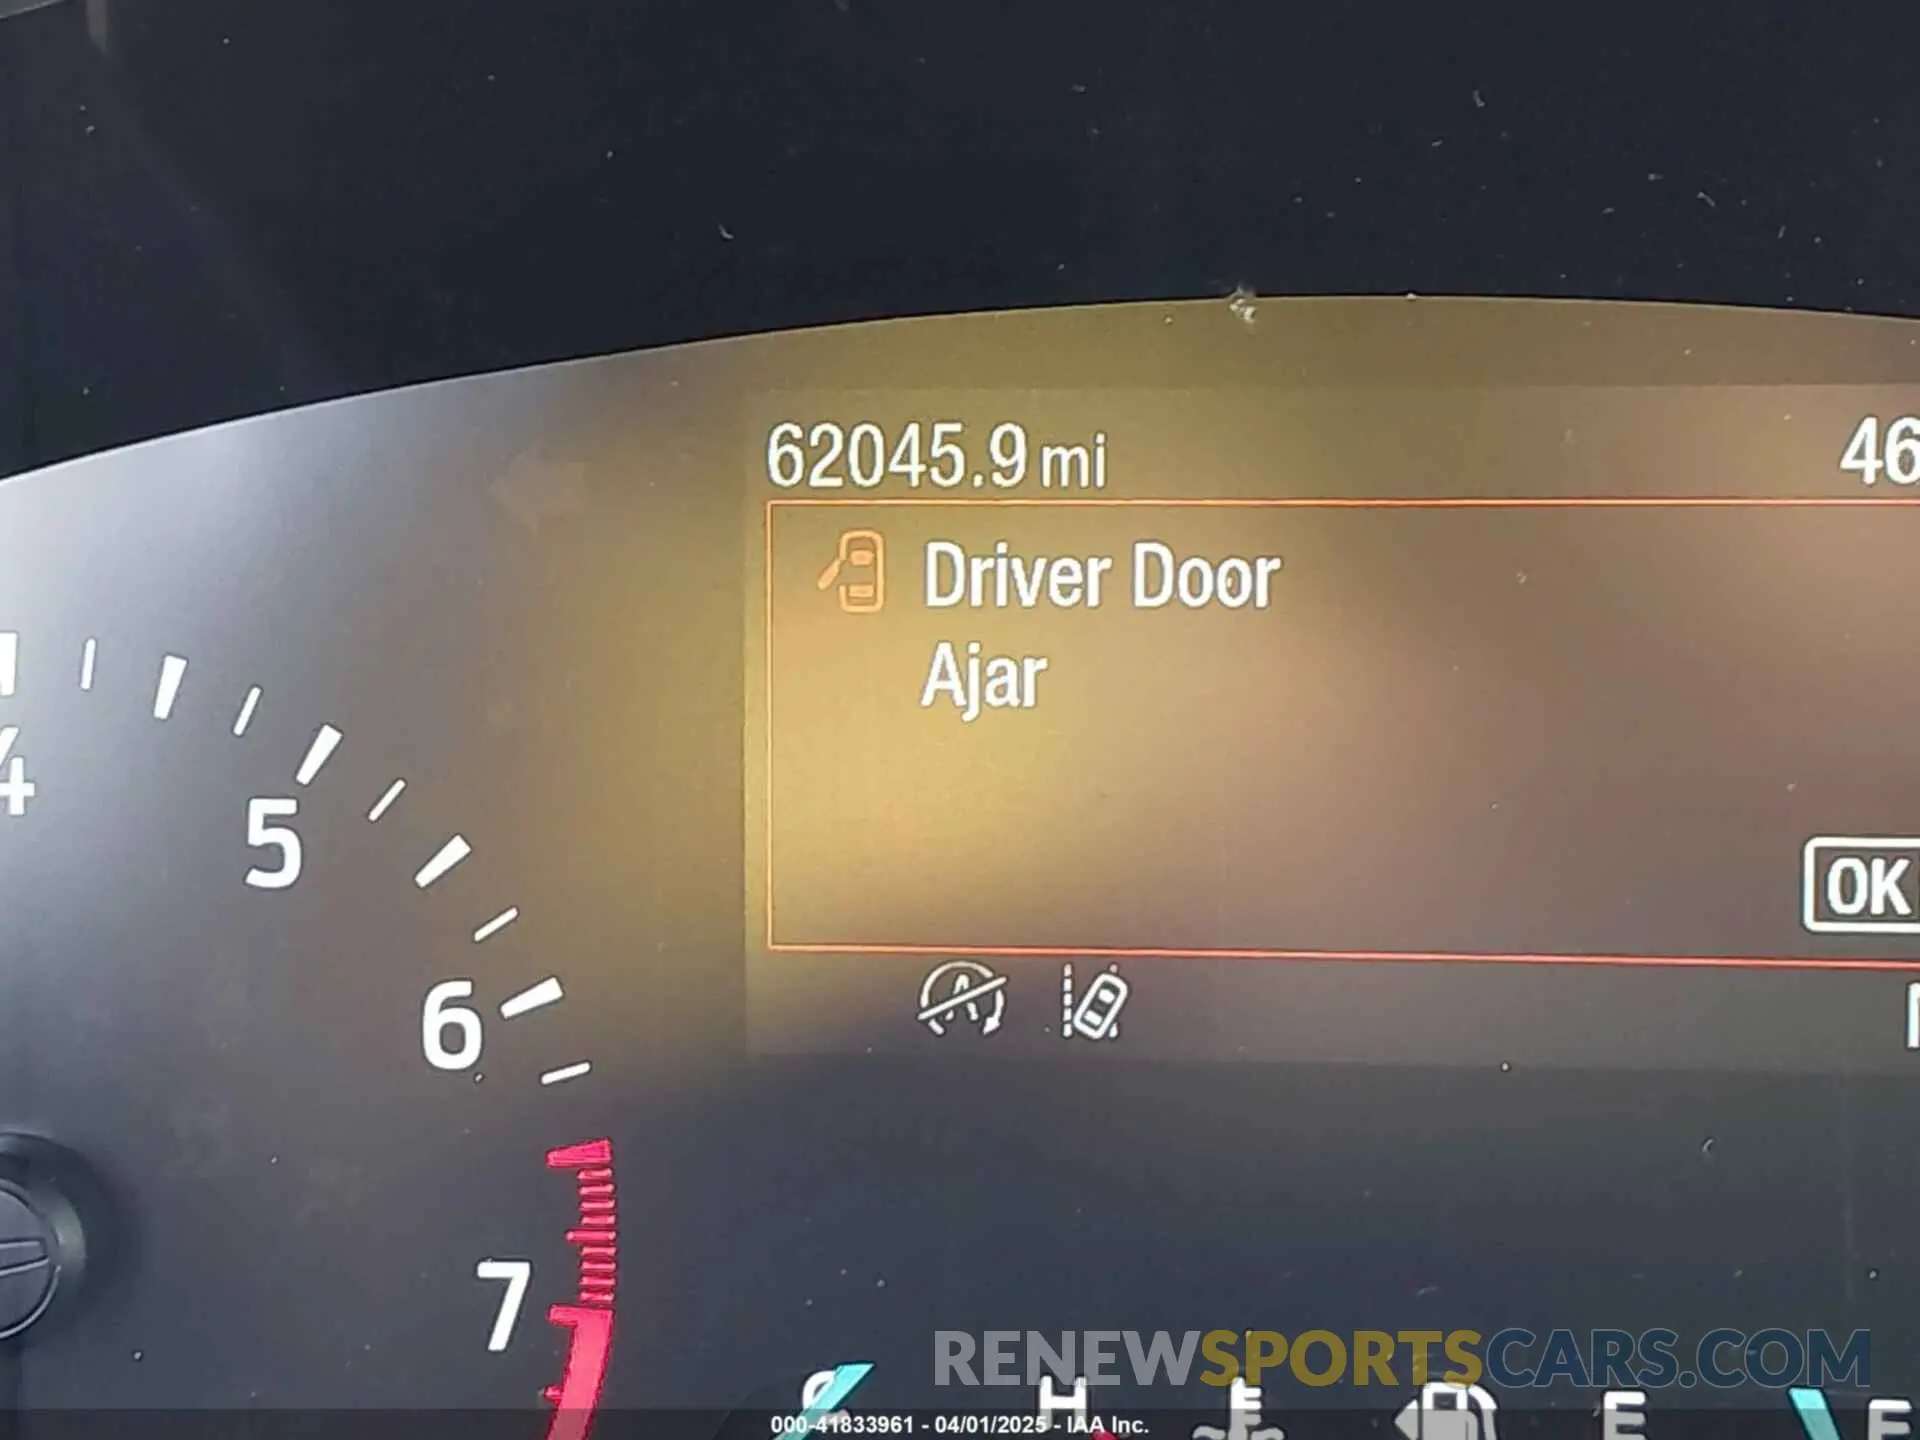 62045.9 mi
46
Driver Door
Ajar
4
5
OK
6
7
RENEWSPORTSCARS.COM
C
H
E
F
000-41833961 - 04/01/2025 - IAA Inc.